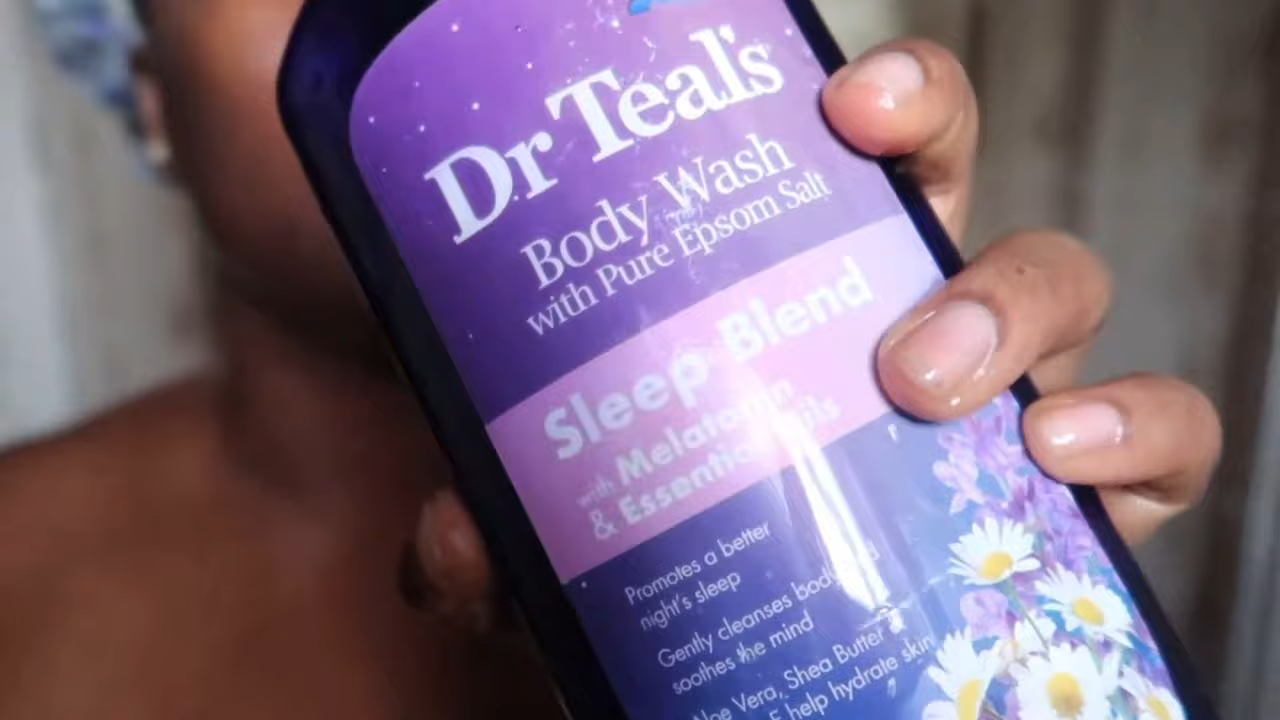 Dr Teal's
Body Wash
with Pure Epsom Salt
Sleep Blend
with Melatonin
& Essential Oils
Promotes a better
night's sleep
Gently cleanses body and
soothes the mind
Aloe Vera, Shea Butter
E help hydrate skin